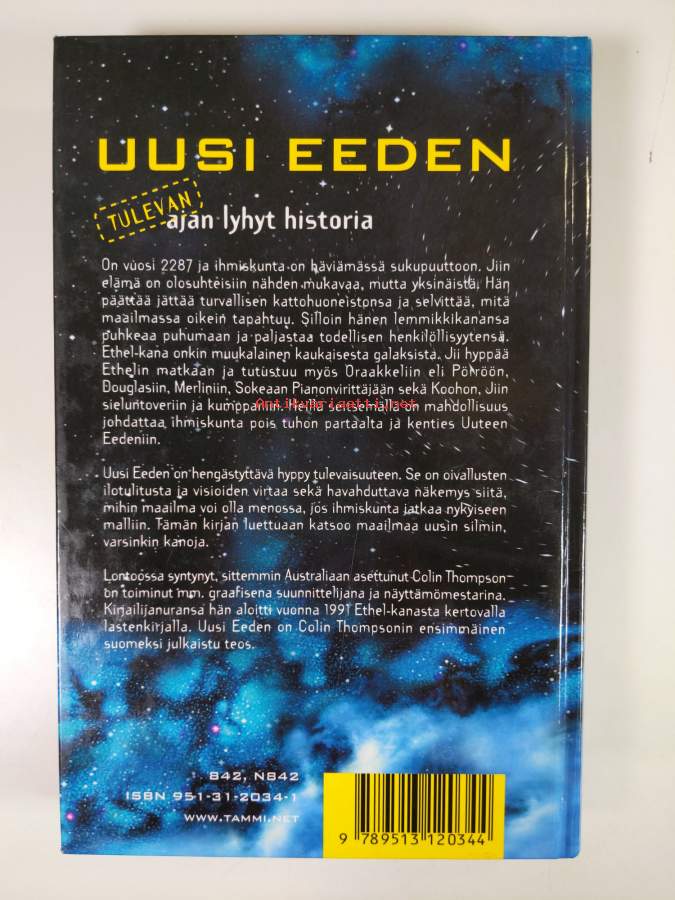 UUSI EEDEN
TULEVAN
ajan lyhyt historia
On vuosi 2287 ja ihmiskunta on häviämässä sukupuuttoon. Jiin
elämä on olosuhteisiin nähden mukavaa, mutta yksinäistä. Hän
päättää jättää turvallisen kattohuoneistonsa ja selvittää, mitä
maailmassa oikein tapahtuu. Silloin hänen lemmikkikanansa
puhkeaa puhumaan ja paljastaa todellisen henkilöllisyytensä.
Ethel-kana onkin muukalainen kaukaisesta galaksista. Jii hyppää
Ethelin matkaan ja tutustuu myös Oraakkeliin eli Pöhröön,
Douglasiin, Merliniin, Sokeaan Pianonvirittäjään sekä Koohon, Jiin
sieluntoveriin ja kumppaniin. Heillä seitsemällä on mahdollisuus
Antikvariaatti.net
johdattaa ihmiskunta pois tuhon partaalta ja kenties Uuteen
Eedeniin.
Uusi Eeden on hengästyttävä hyppy tulevaisuuteen. Se on oivallusten
ilotulitusta ja visioiden virtaa sekä havahduttava näkemys siitä,
mihin maailma voi olla menossa, jos ihmiskunta jatkaa nykyiseen
malliin. Tämän kirjan luettuaan katsoo maailmaa uusin silmin,
varsinkin kanoja.
Lontoossa syntynyt, sittemmin Australiaan asettunut Colin Thompson
on toiminut mm. graafisena suunnittelijana ja näyttämömestarina.
Kirjailijanuransa hän aloitti vuonna 1991 Ethel-kanasta kertovalla
lastenkirjalla. Uusi Eeden on Colin Thompsonin ensimmäinen
suomeksi julkaistu teos.
842, N842
ISBN 951-31-2034-1
WWW.TAMMI.NET
9 789513 120344